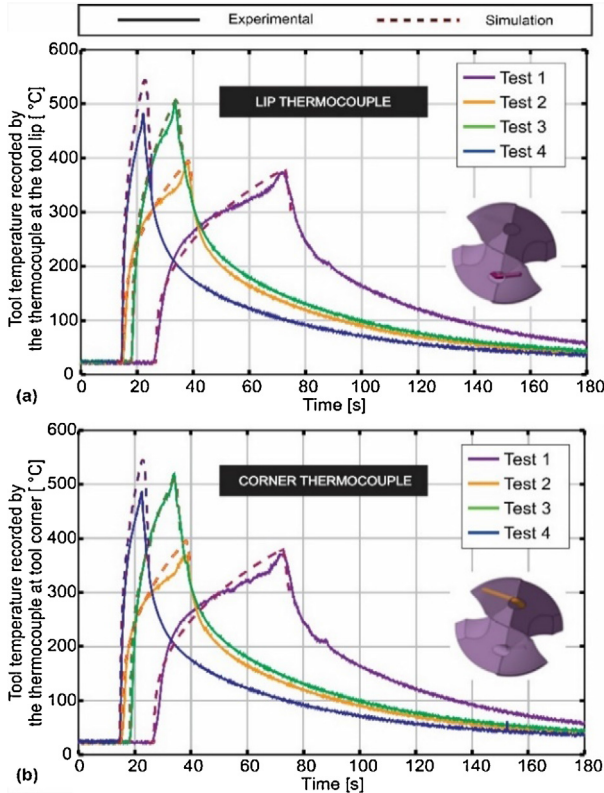 Experimental
Simulation
Tool temperature recorded by
the thermocouple at the tool lip [ °C]
600
500
400
300
200
100
0
LIP THERMOCOUPLE
Test 1
Test 2
Test 3
Test 4
0 20 40 60 80 100 120 140 160 180
(a)
Time [s]
Tool temperature recorded by
the thermocouple at tool corner [ °C]
600
500
400
300
200
100
0
CORNER THERMOCOUPLE
Test 1
Test 2
Test 3
Test 4
0 20 40 60 80 100 120 140 160 180
(b)
Time [s]